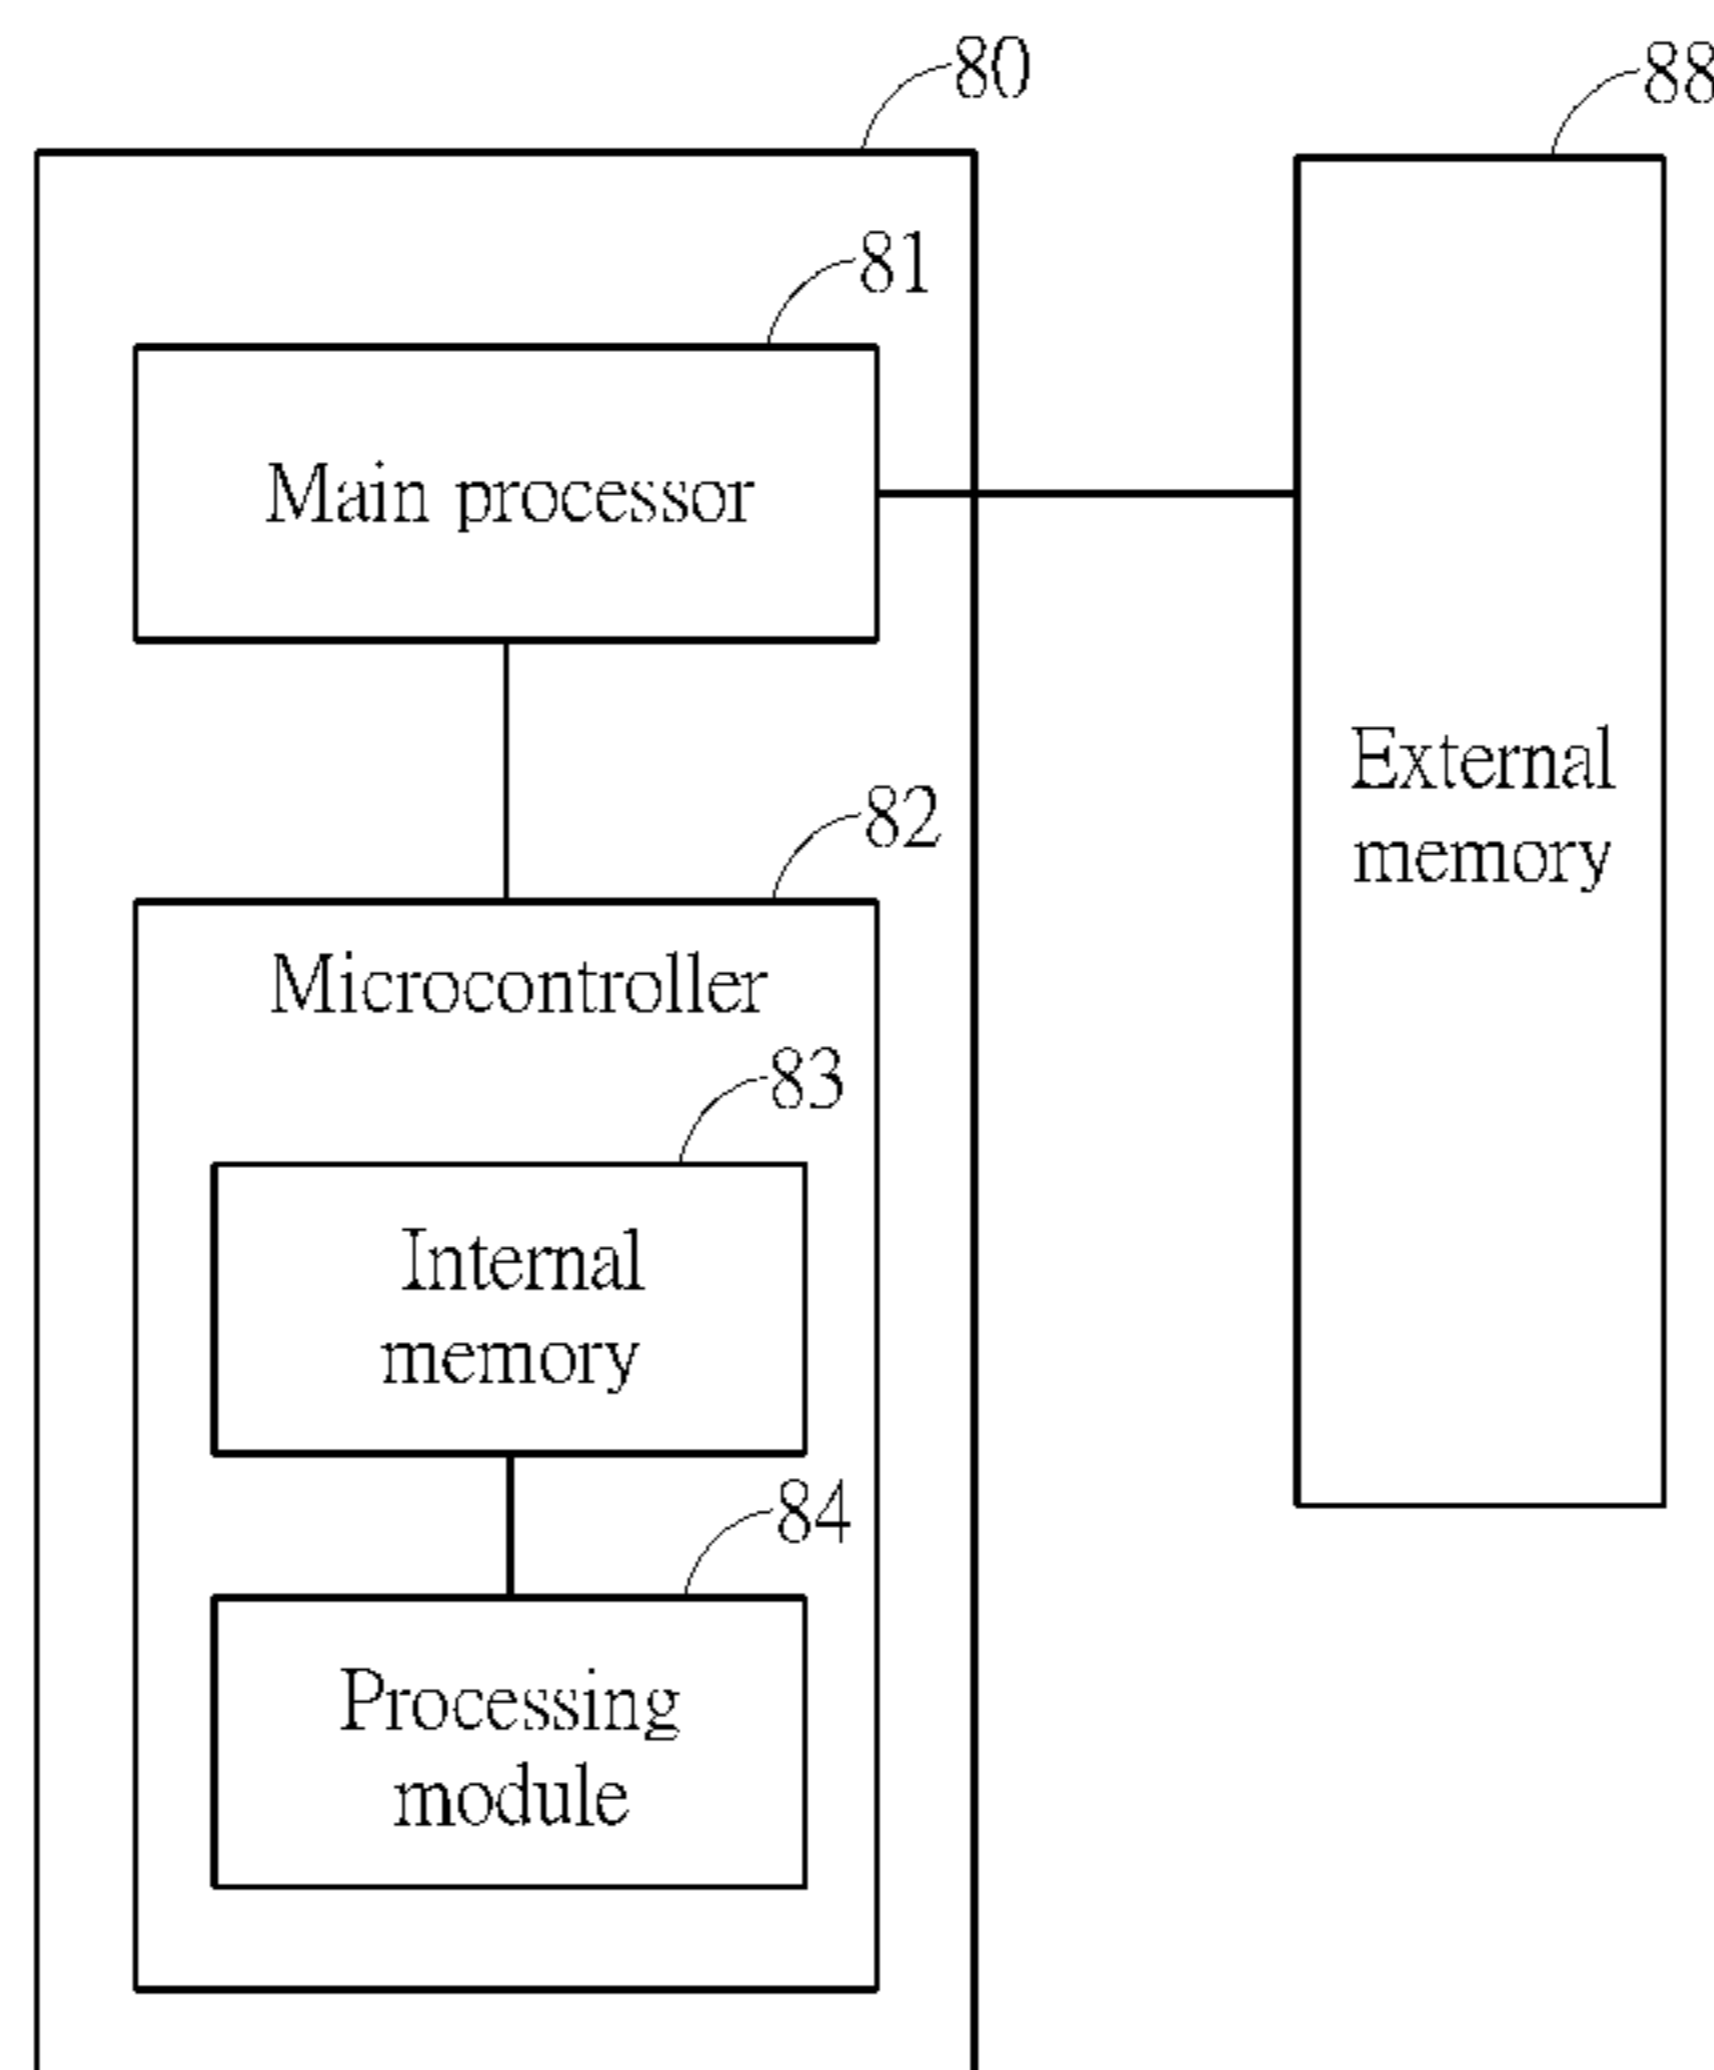 80
88
81
Main processor
82
External
memory
Microcontroller
83
Internal
memory
84
Processing
module